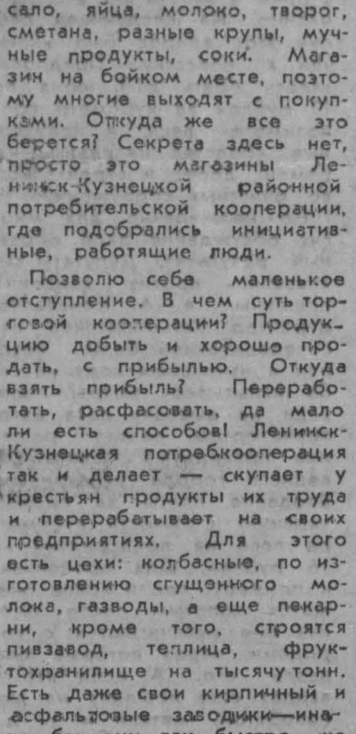 сало, яйца, молоко, творог,
сметана, разные крупы, муч-
ные продукты, соки. Мага-
зин на бойком месте, поэто-
му многие выходят с покуп-
ками. Откуда же все это
берется? Секрета здесь нет,
просто это магазины Ле-
нинск-Кузнецкой районной
потребительской кооперации,
где подобрались инициатив-
ные, работящие люди.
Позволю себе маленькое
отступление. В чем суть тор-
говой кооперации? Продук-
цию добыть и хорошо про-
дать, с прибылью. Откуда
взять прибыль? Перерабо-
тать, расфасовать, да мало
ли есть способов! Ленинск-
Кузнецкая потребкооперация
так и делает — скупает у
крестьян продукты их труда
и перерабатывает на своих
предприятиях. Для этого
есть цехи: колбасные, по из-
готовлению сгущенного мо-
лока, газводы, а еще пекар-
ни, кроме того, строятся
пивзавод, теплица, фрук-
тохранилище на тысячу тонн.
Есть даже свои кирпичный и
асфальтовые заводики—ина-